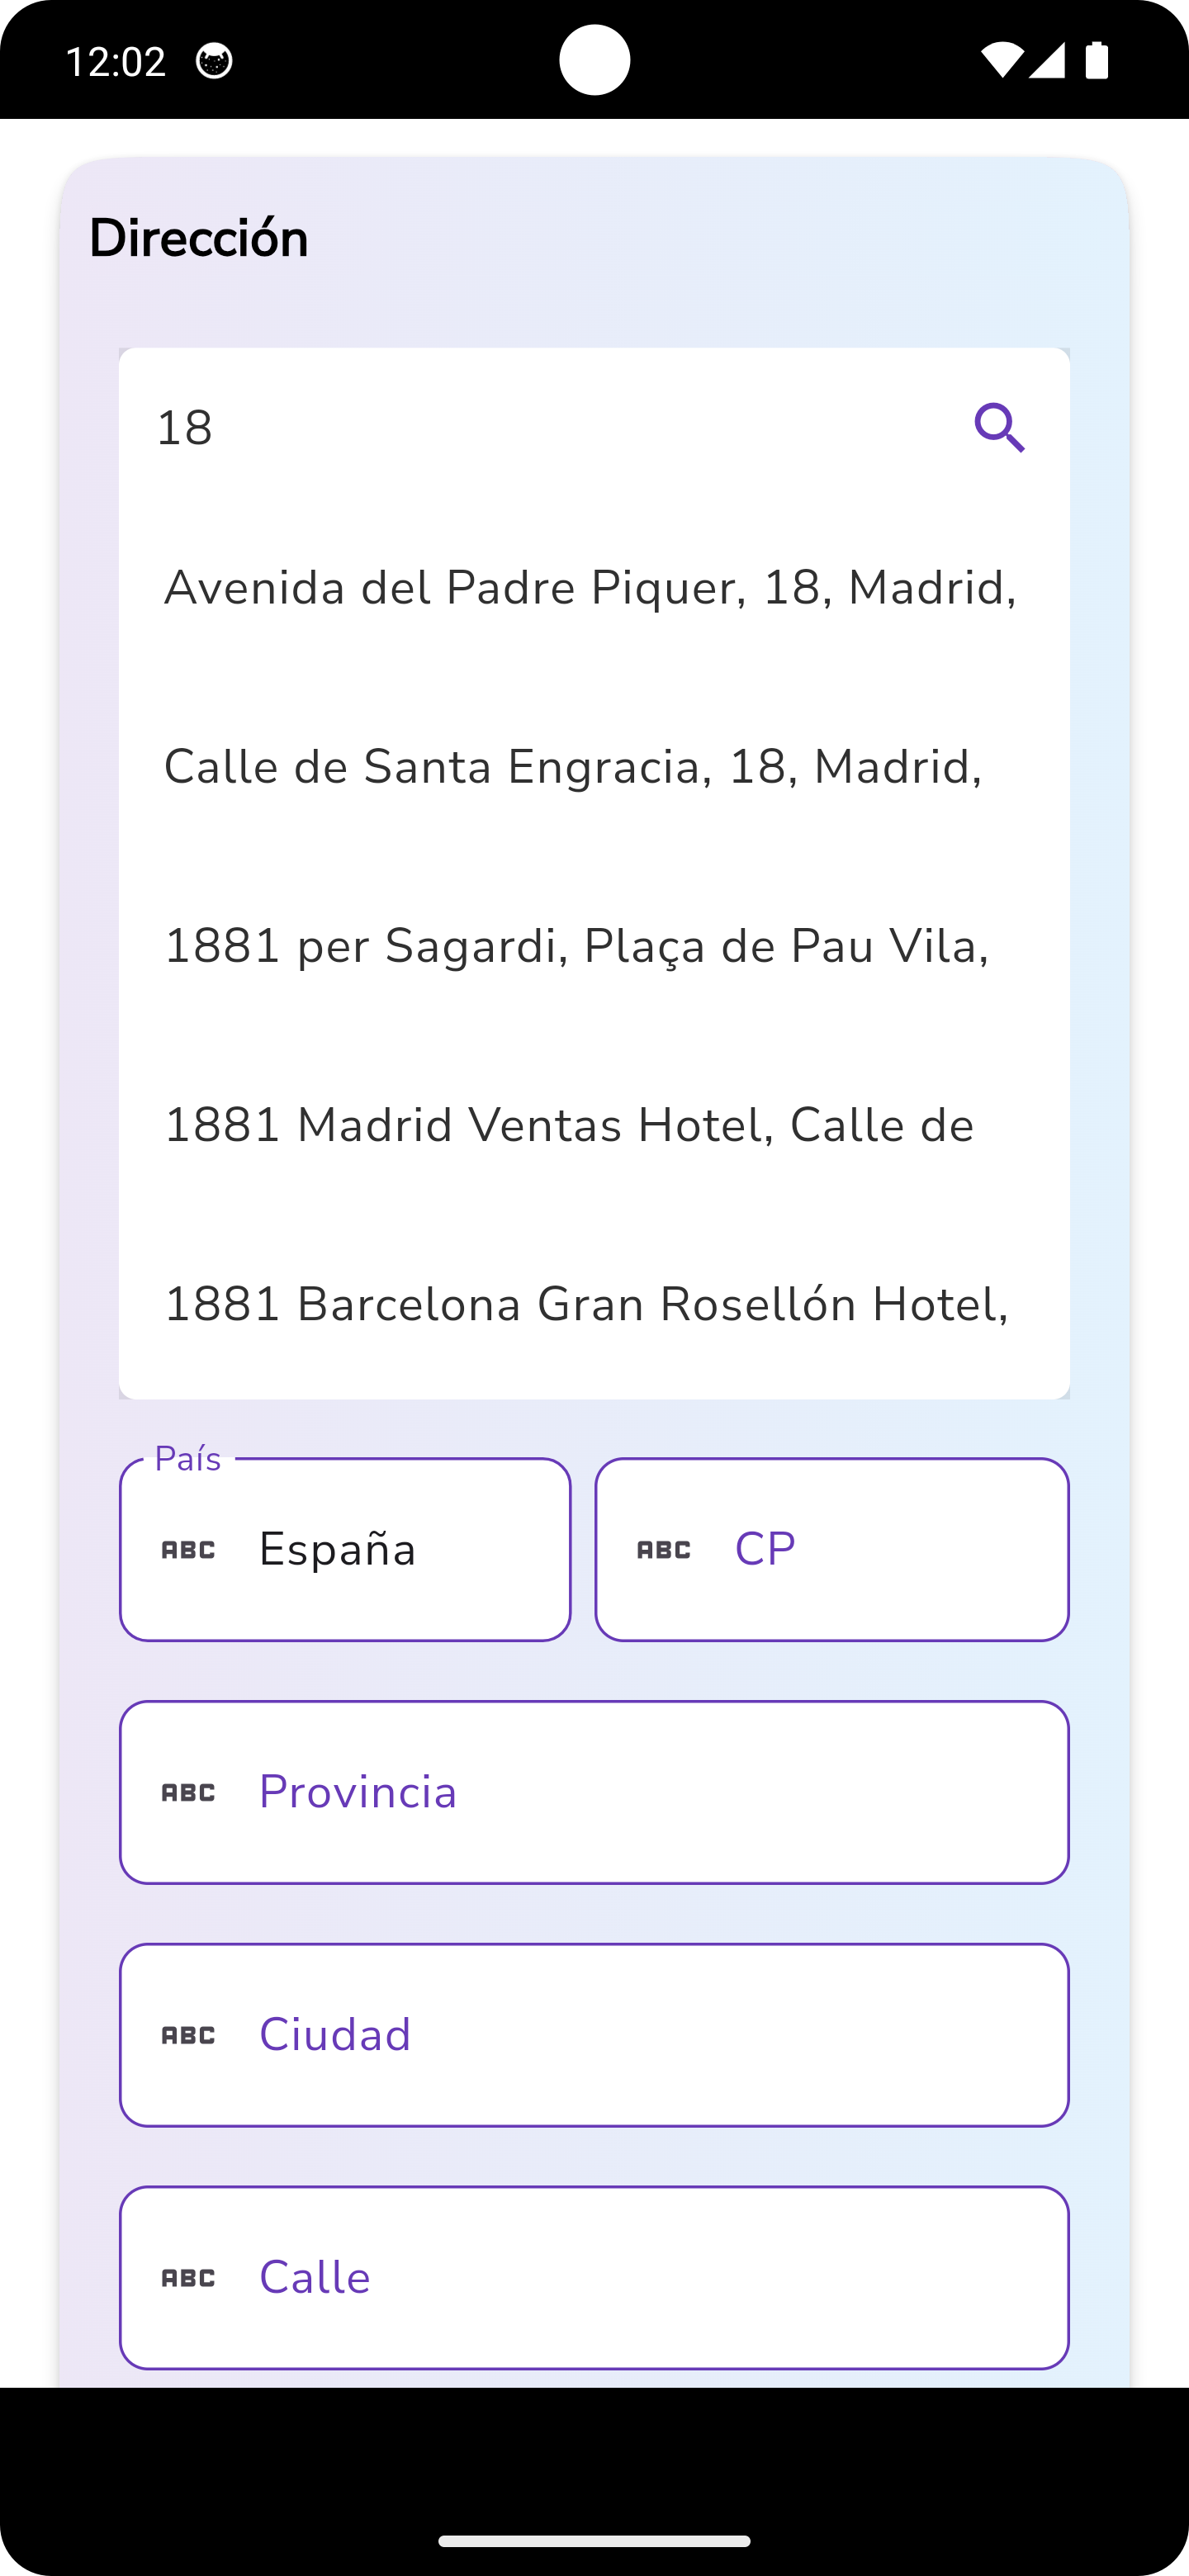 12:02
Dirección
18
Avenida del Padre Piquer, 18, Madrid,
Calle de Santa Engracia, 18, Madrid,
1881 per Sagardi, Plaça de Pau Vila,
1881 Madrid Ventas Hotel, Calle de
1881 Barcelona Gran Rosellón Hotel,
País
ABC España
ABC CP
ABC Provincia
ABC Ciudad
ABC Calle